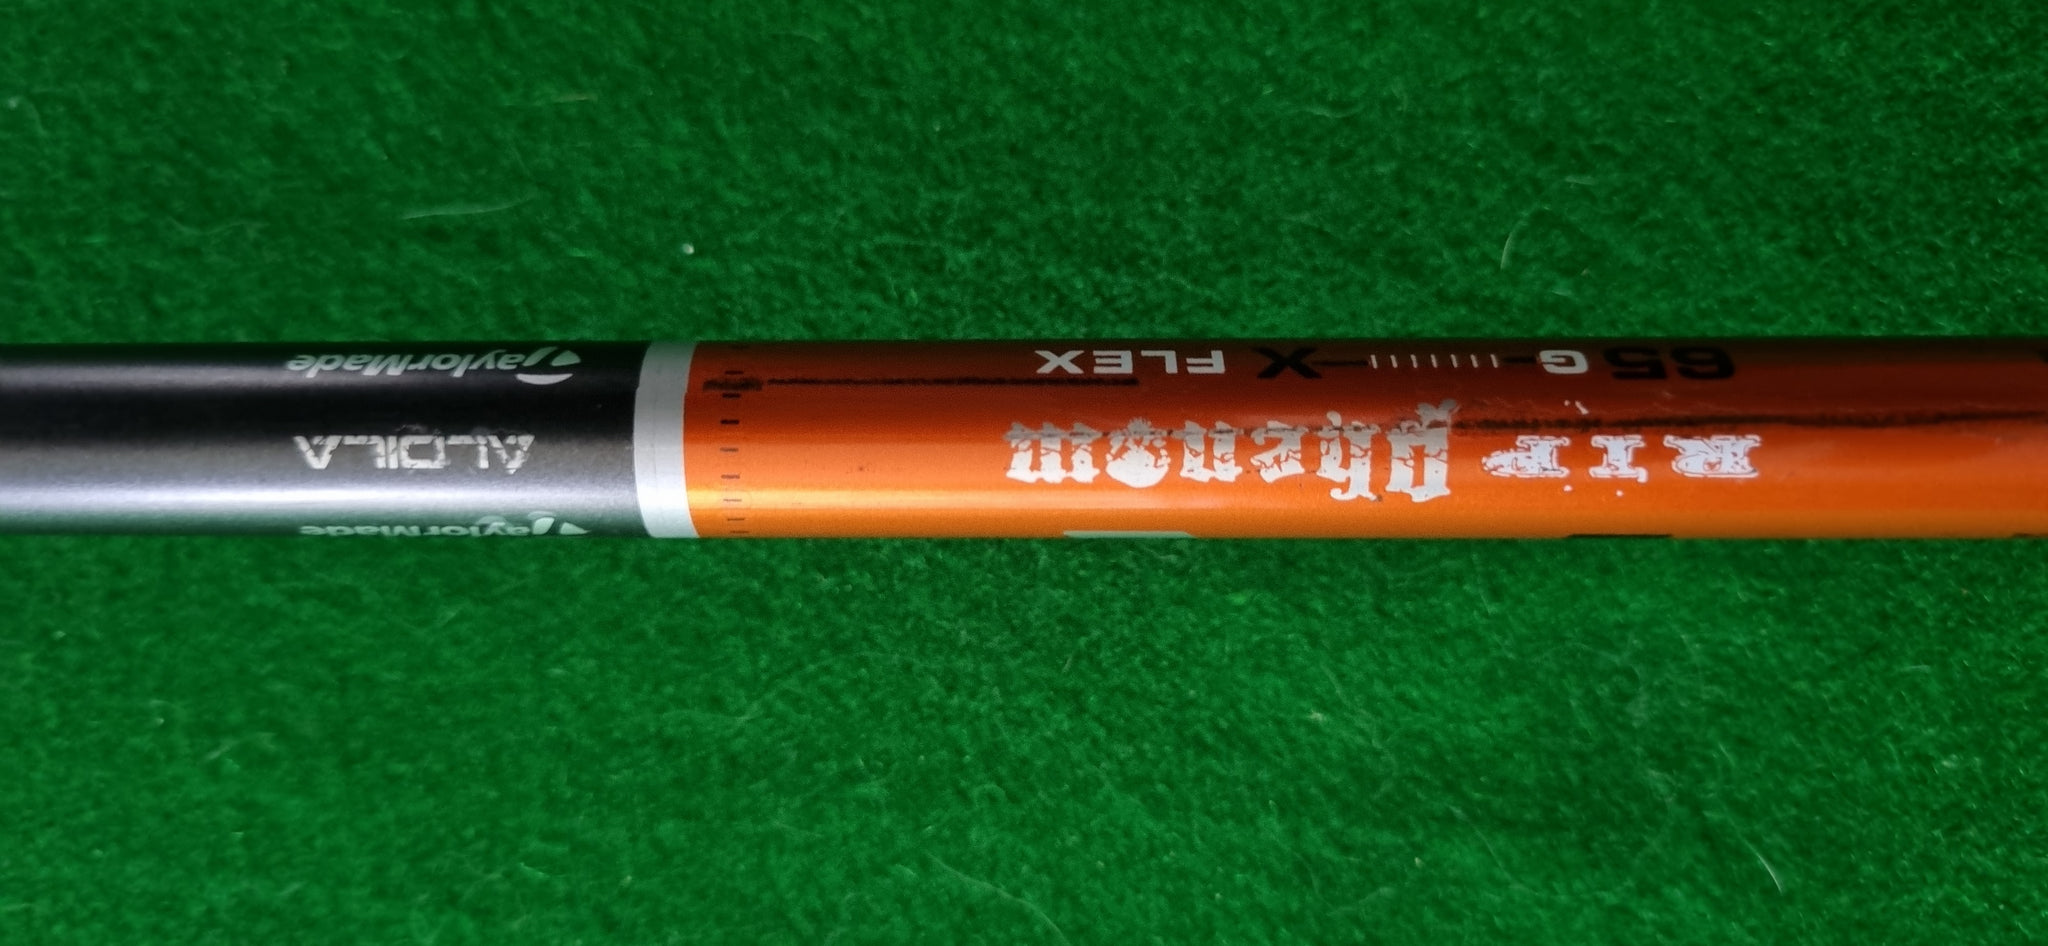 RIP phenom
65 G X FLEX
TaylorMade
ALDILA
TaylorMade